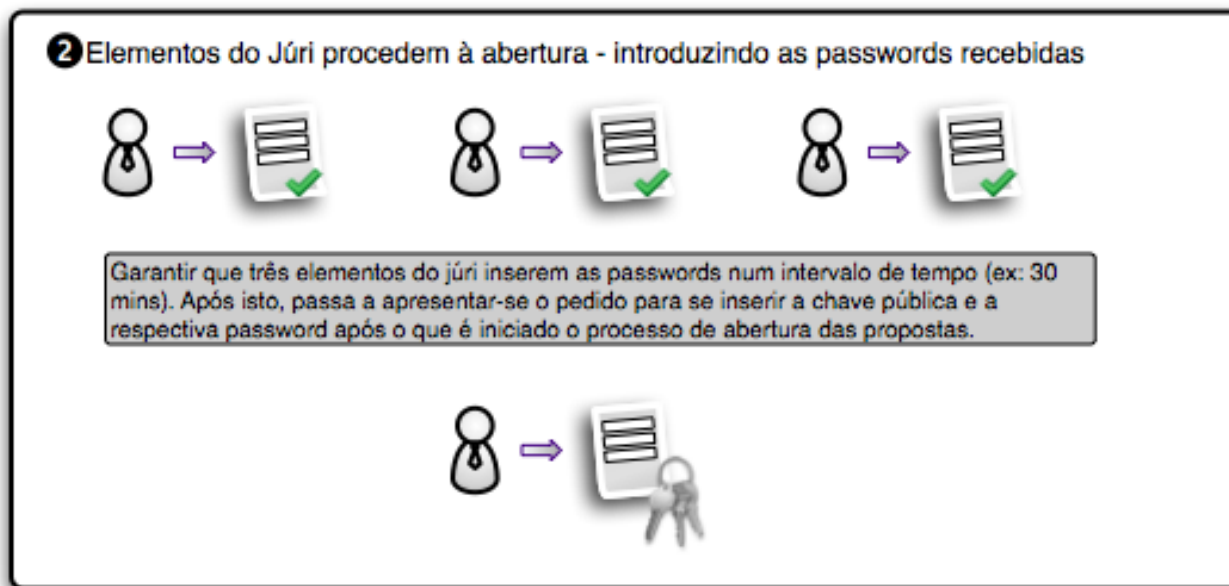 2 Elementos do Júri procedem à abertura - introduzindo as passwords recebidas
Garantir que três elementos do júri inserem as passwords num intervalo de tempo (ex: 30
mins). Após isto, passa a apresentar-se o pedido para se inserir a chave pública e a
respectiva password após o que é iniciado o processo de abertura das propostas.